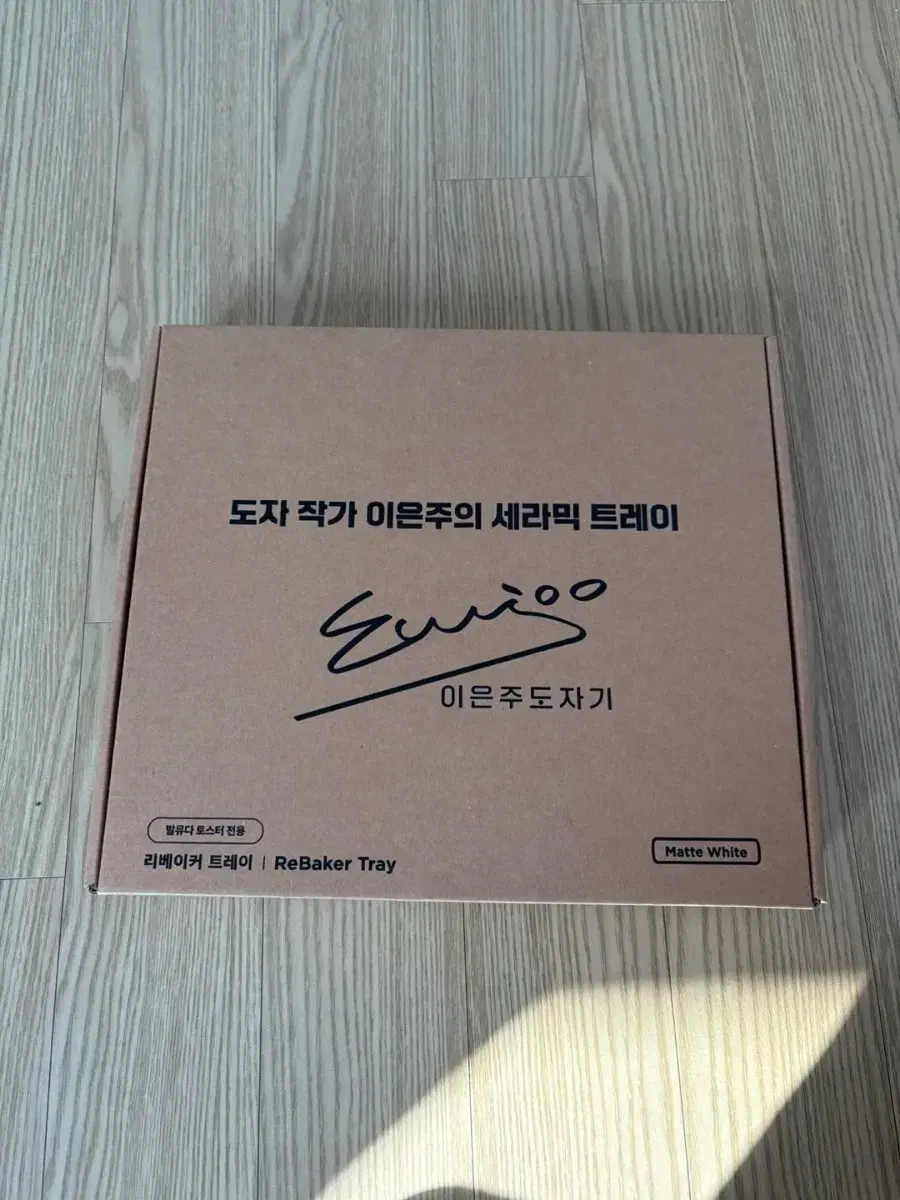 도자 작가 이은주의 세라믹 트레이
Eunjoo
이은주도자기
발뮤다 토스터 전용
리베이커 트레이 | ReBaker Tray
Matte White